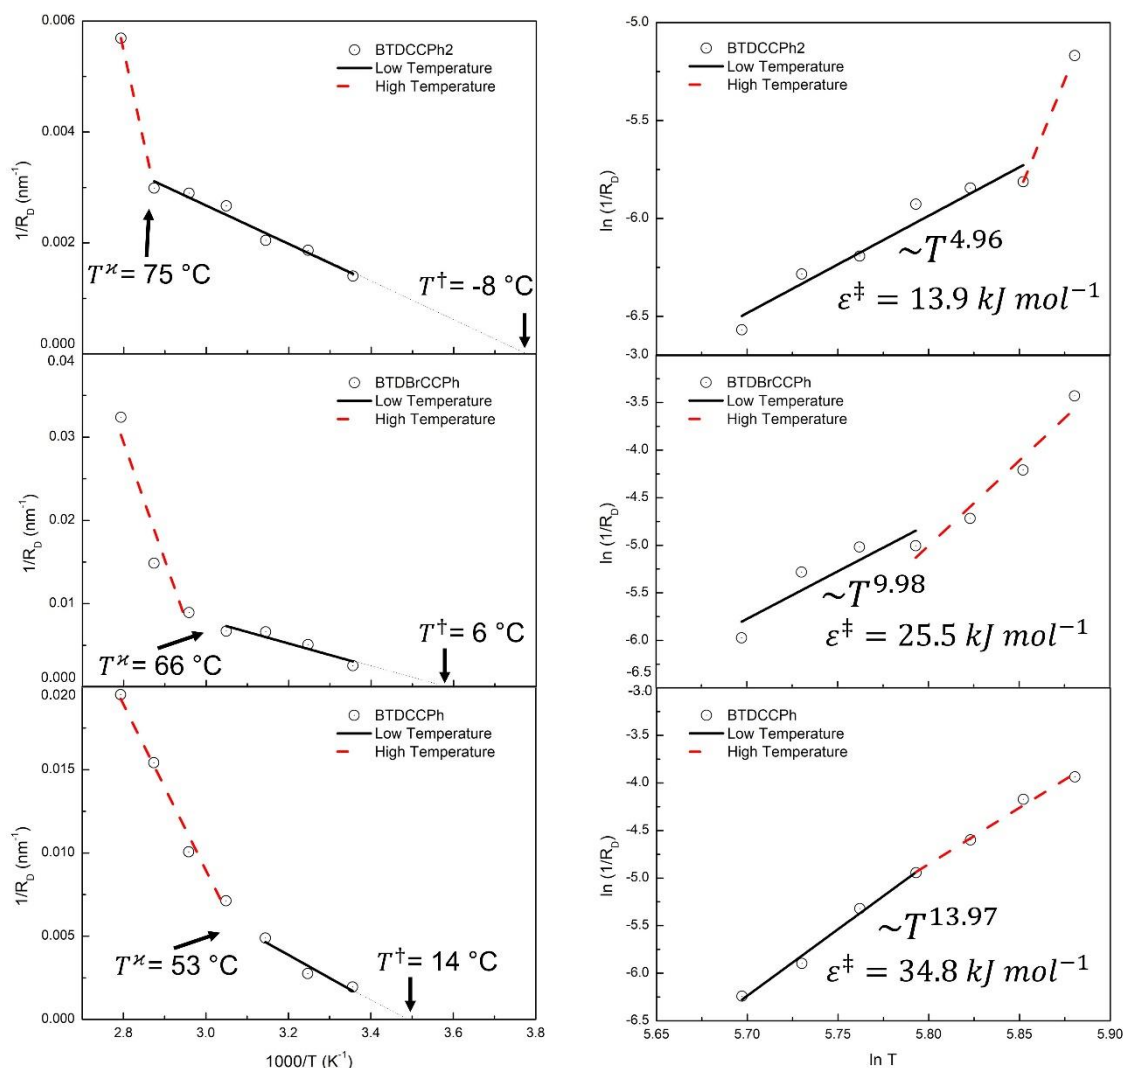 0.006
0.004
0.002
0.000
1/R_D (nm⁻¹)
BTDCCPh2
Low Temperature
High Temperature
Tϰ= 75 °C
T†= -8 °C
0.04
0.03
0.02
0.01
0.000
1/R_D (nm⁻¹)
BTDBrCCPh
Low Temperature
High Temperature
Tϰ= 66 °C
T†= 6 °C
0.020
0.015
0.010
0.005
0.000
1/R_D (nm⁻¹)
BTDCCPh
Low Temperature
High Temperature
Tϰ= 53 °C
T†= 14 °C
2.8 3.0 3.2 3.4 3.6 3.8
1000/T (K⁻¹)
-5.0
-5.5
-6.0
-6.5
ln (1/R_D)
BTDCCPh2
Low Temperature
High Temperature
~T^4.96
ε‡ = 13.9 kJ mol⁻¹
-3.0
-3.5
-4.0
-4.5
-5.0
-5.5
-6.0
-6.5
ln (1/R_D)
BTDBrCCPh
Low Temperature
High Temperature
~T^9.98
ε‡ = 25.5 kJ mol⁻¹
-3.0
-3.5
-4.0
-4.5
-5.0
-5.5
-6.0
-6.5
ln (1/R_D)
BTDCCPh
Low Temperature
High Temperature
~T^13.97
ε‡ = 34.8 kJ mol⁻¹
5.65 5.70 5.75 5.80 5.85 5.90
ln T